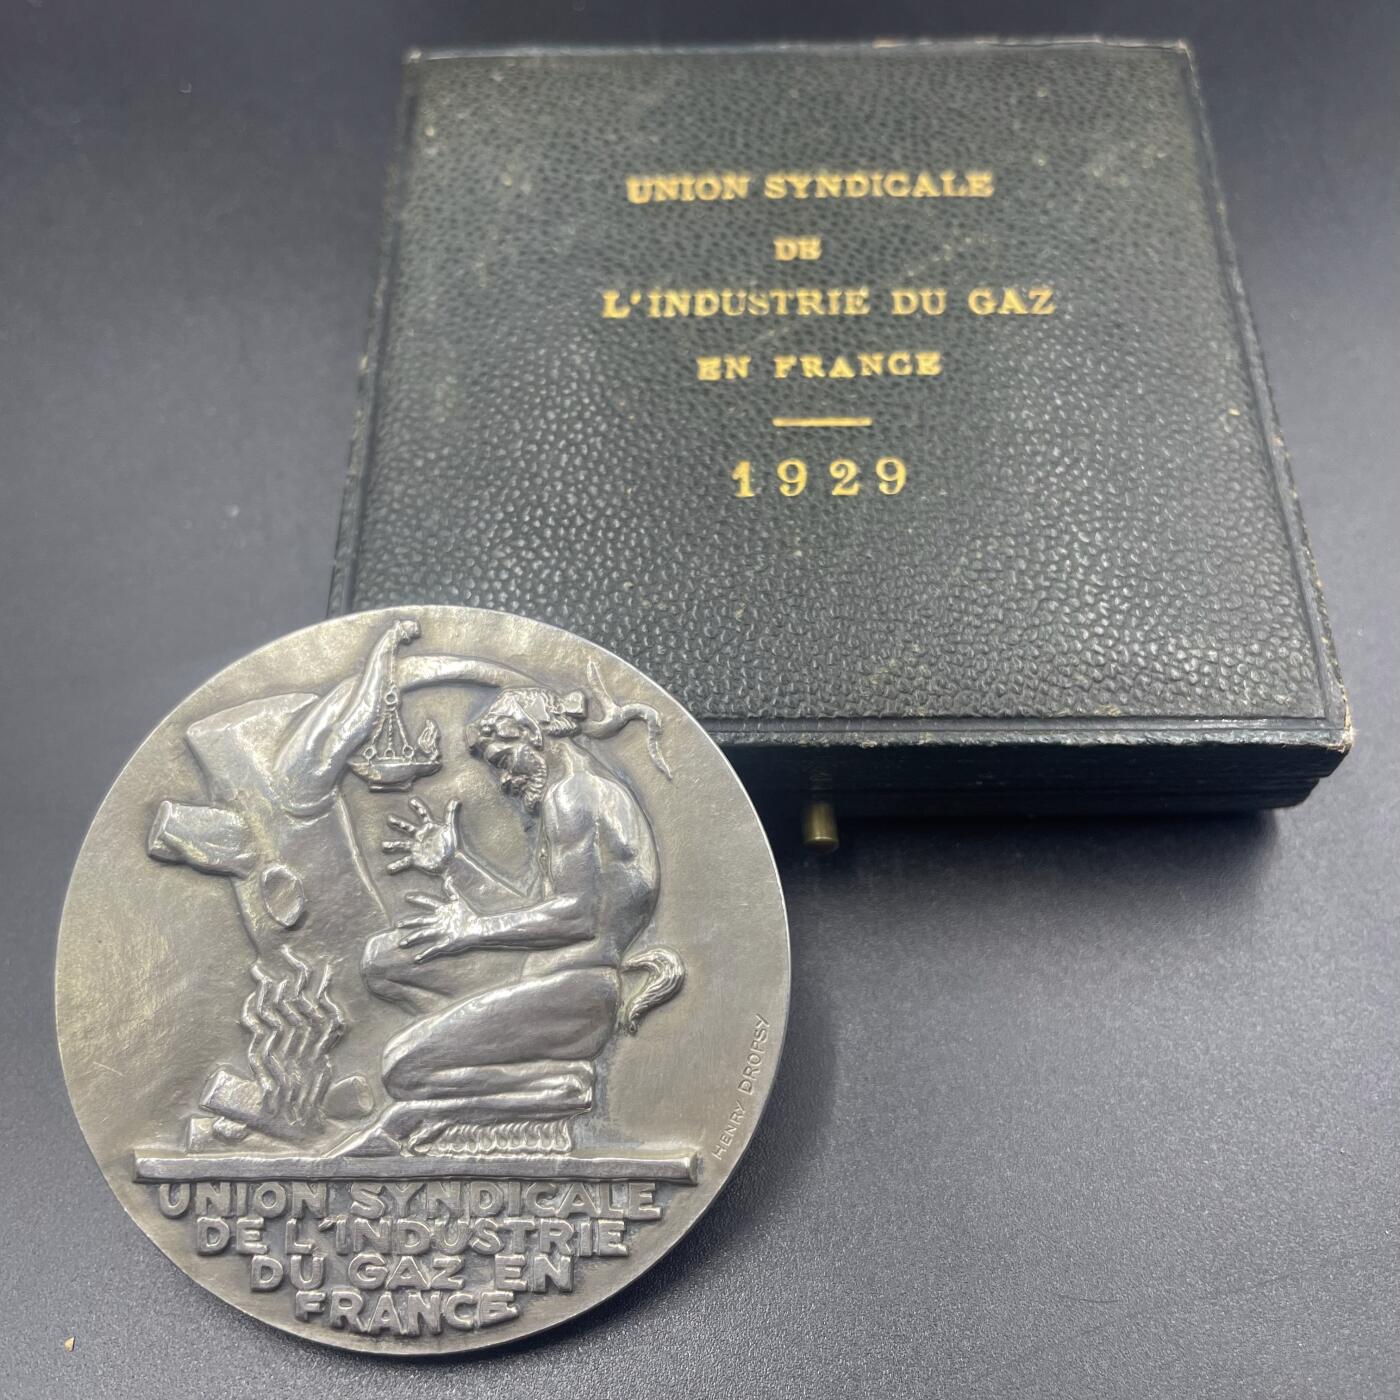 UNION SYNDICALE
DE
L'INDUSTRIE DU GAZ
EN FRANCE
1929
HENRY DROPSY
UNION SYNDICALE
DE L'INDUSTRIE
DU GAZ EN
FRANCE